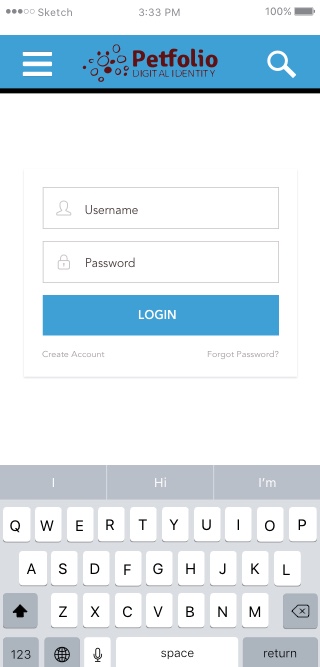 Sketch 3:33 PM 100%
Petfolio
DIGITAL IDENTITY
Username
Password
LOGIN
Create Account Forgot Password?
I Hi I'm
Q W E R T Y U I O P
A S D F G H J K L
Z X C V B N M
123 space return